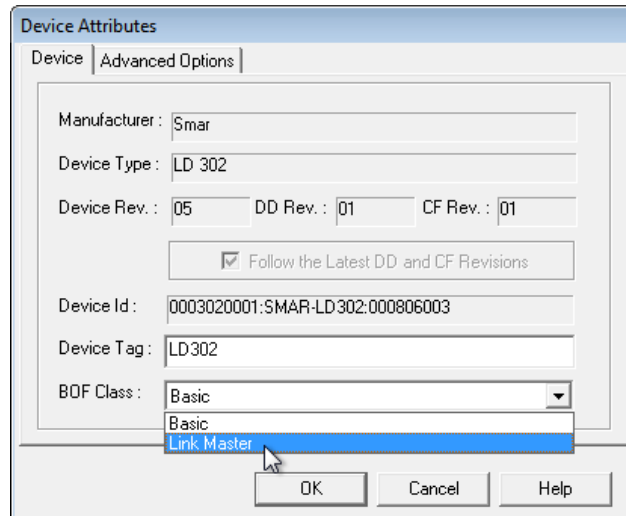 Device Attributes
Device Advanced Options
Manufacturer : Smar
Device Type : LD 302
Device Rev. : 05 DD Rev. : 01 CF Rev. : 01
Follow the Latest DD and CF Revisions
Device Id : 0003020001:SMAR-LD302:000806003
Device Tag : LD302
BOF Class : Basic
Basic
Link Master
OK Cancel Help